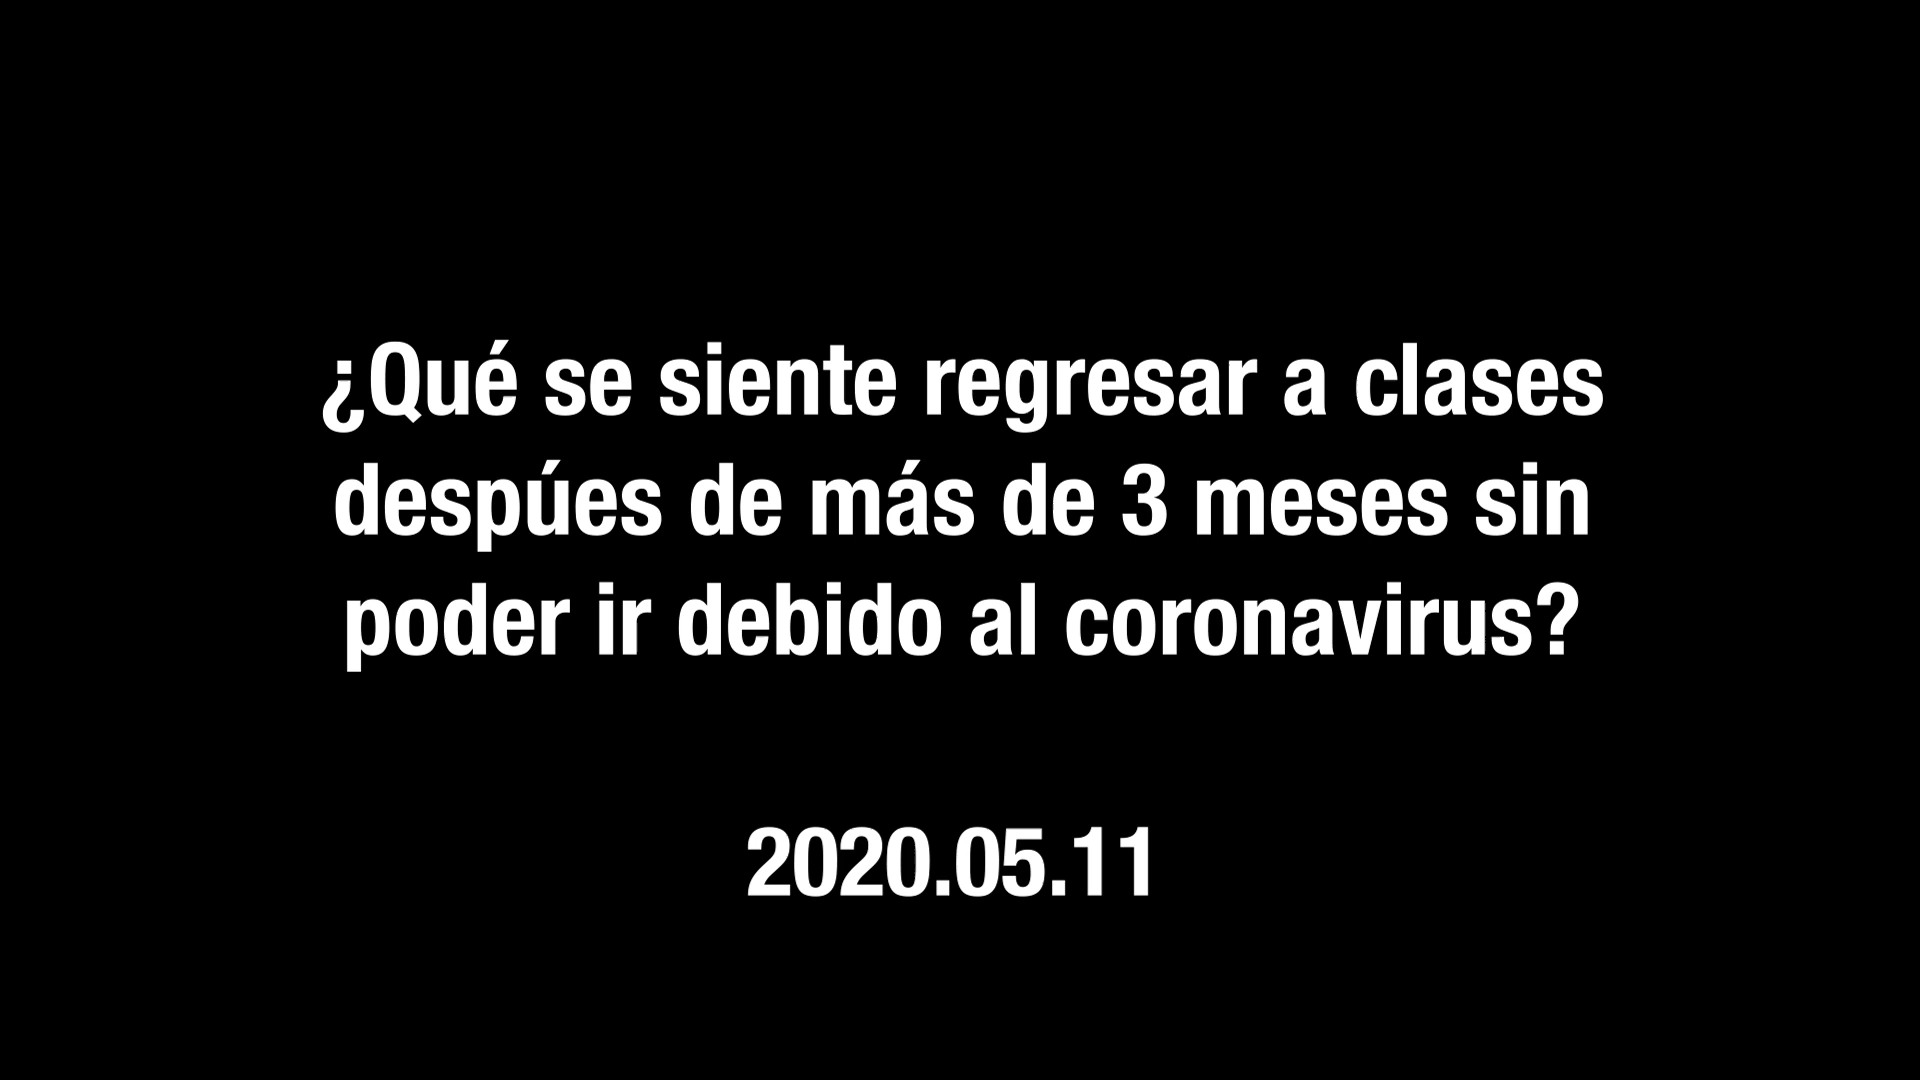 ¿Qué se siente regresar a clases
despúes de más de 3 meses sin
poder ir debido al coronavirus?
2020.05.11